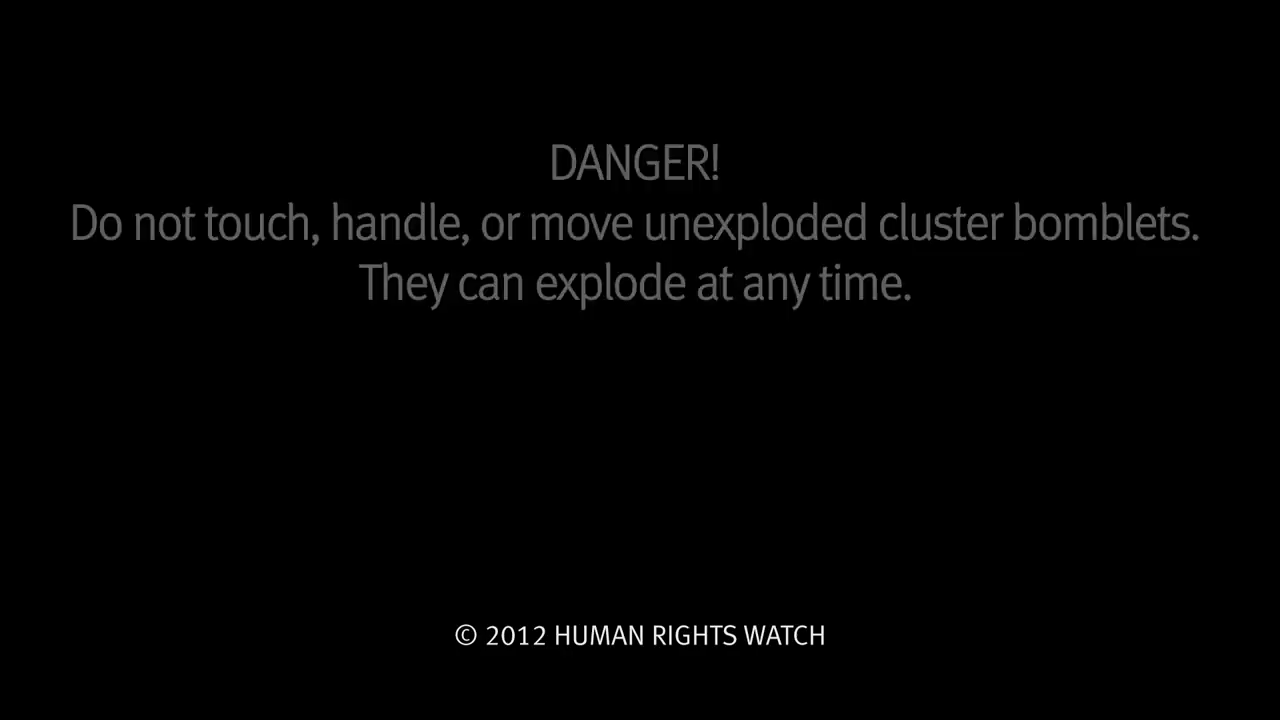 DANGER!
Do not touch, handle, or move unexploded cluster bomblets.
They can explode at any time.
© 2012 HUMAN RIGHTS WATCH